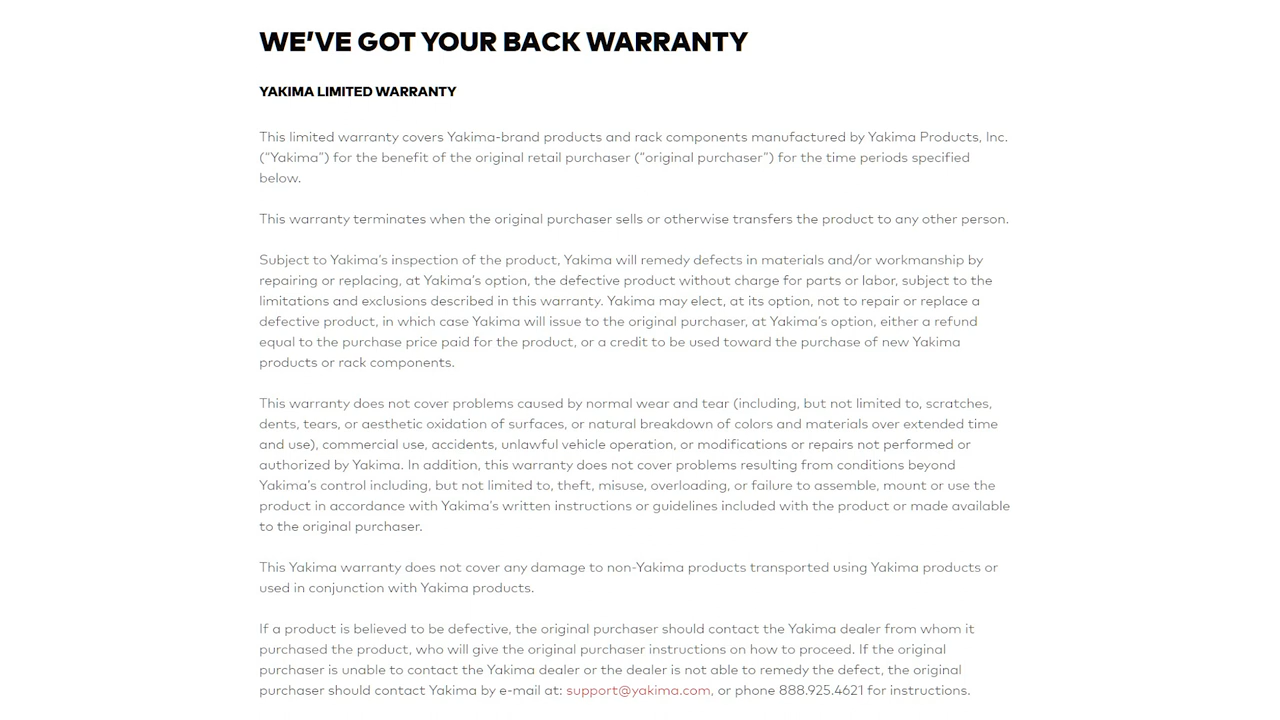 WE’VE GOT YOUR BACK WARRANTY
YAKIMA LIMITED WARRANTY
This limited warranty covers Yakima-brand products and rack components manufactured by Yakima Products, Inc.
(“Yakima”) for the benefit of the original retail purchaser (“original purchaser”) for the time periods specified
below.
This warranty terminates when the original purchaser sells or otherwise transfers the product to any other person.
Subject to Yakima’s inspection of the product, Yakima will remedy defects in materials and/or workmanship by
repairing or replacing, at Yakima’s option, the defective product without charge for parts or labor, subject to the
limitations and exclusions described in this warranty. Yakima may elect, at its option, not to repair or replace a
defective product, in which case Yakima will issue to the original purchaser, at Yakima’s option, either a refund
equal to the purchase price paid for the product, or a credit to be used toward the purchase of new Yakima
products or rack components.
This warranty does not cover problems caused by normal wear and tear (including, but not limited to, scratches,
dents, tears, or aesthetic oxidation of surfaces, or natural breakdown of colors and materials over extended time
and use), commercial use, accidents, unlawful vehicle operation, or modifications or repairs not performed or
authorized by Yakima. In addition, this warranty does not cover problems resulting from conditions beyond
Yakima’s control including, but not limited to, theft, misuse, overloading, or failure to assemble, mount or use the
product in accordance with Yakima’s written instructions or guidelines included with the product or made available
to the original purchaser.
This Yakima warranty does not cover any damage to non-Yakima products transported using Yakima products or
used in conjunction with Yakima products.
If a product is believed to be defective, the original purchaser should contact the Yakima dealer from whom it
purchased the product, who will give the original purchaser instructions on how to proceed. If the original
purchaser is unable to contact the Yakima dealer or the dealer is not able to remedy the defect, the original
purchaser should contact Yakima by e-mail at: support@yakima.com, or phone 888.925.4621 for instructions.